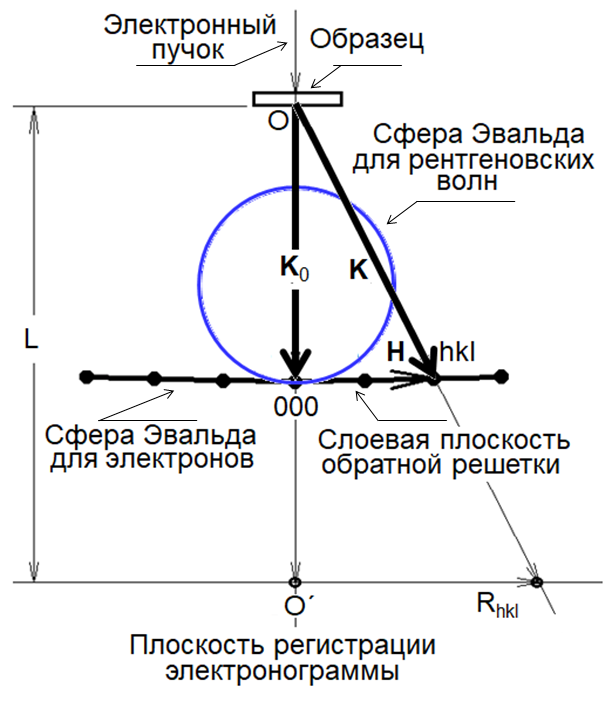 Электронный
пучок
Образец
O
Сфера Эвальда
для рентгеновских
волн
K₀
K
L
H
hkl
000
Сфера Эвальда
для электронов
Слоевая плоскость
обратной решетки
O´
Rhkl
Плоскость регистрации
электронограммы